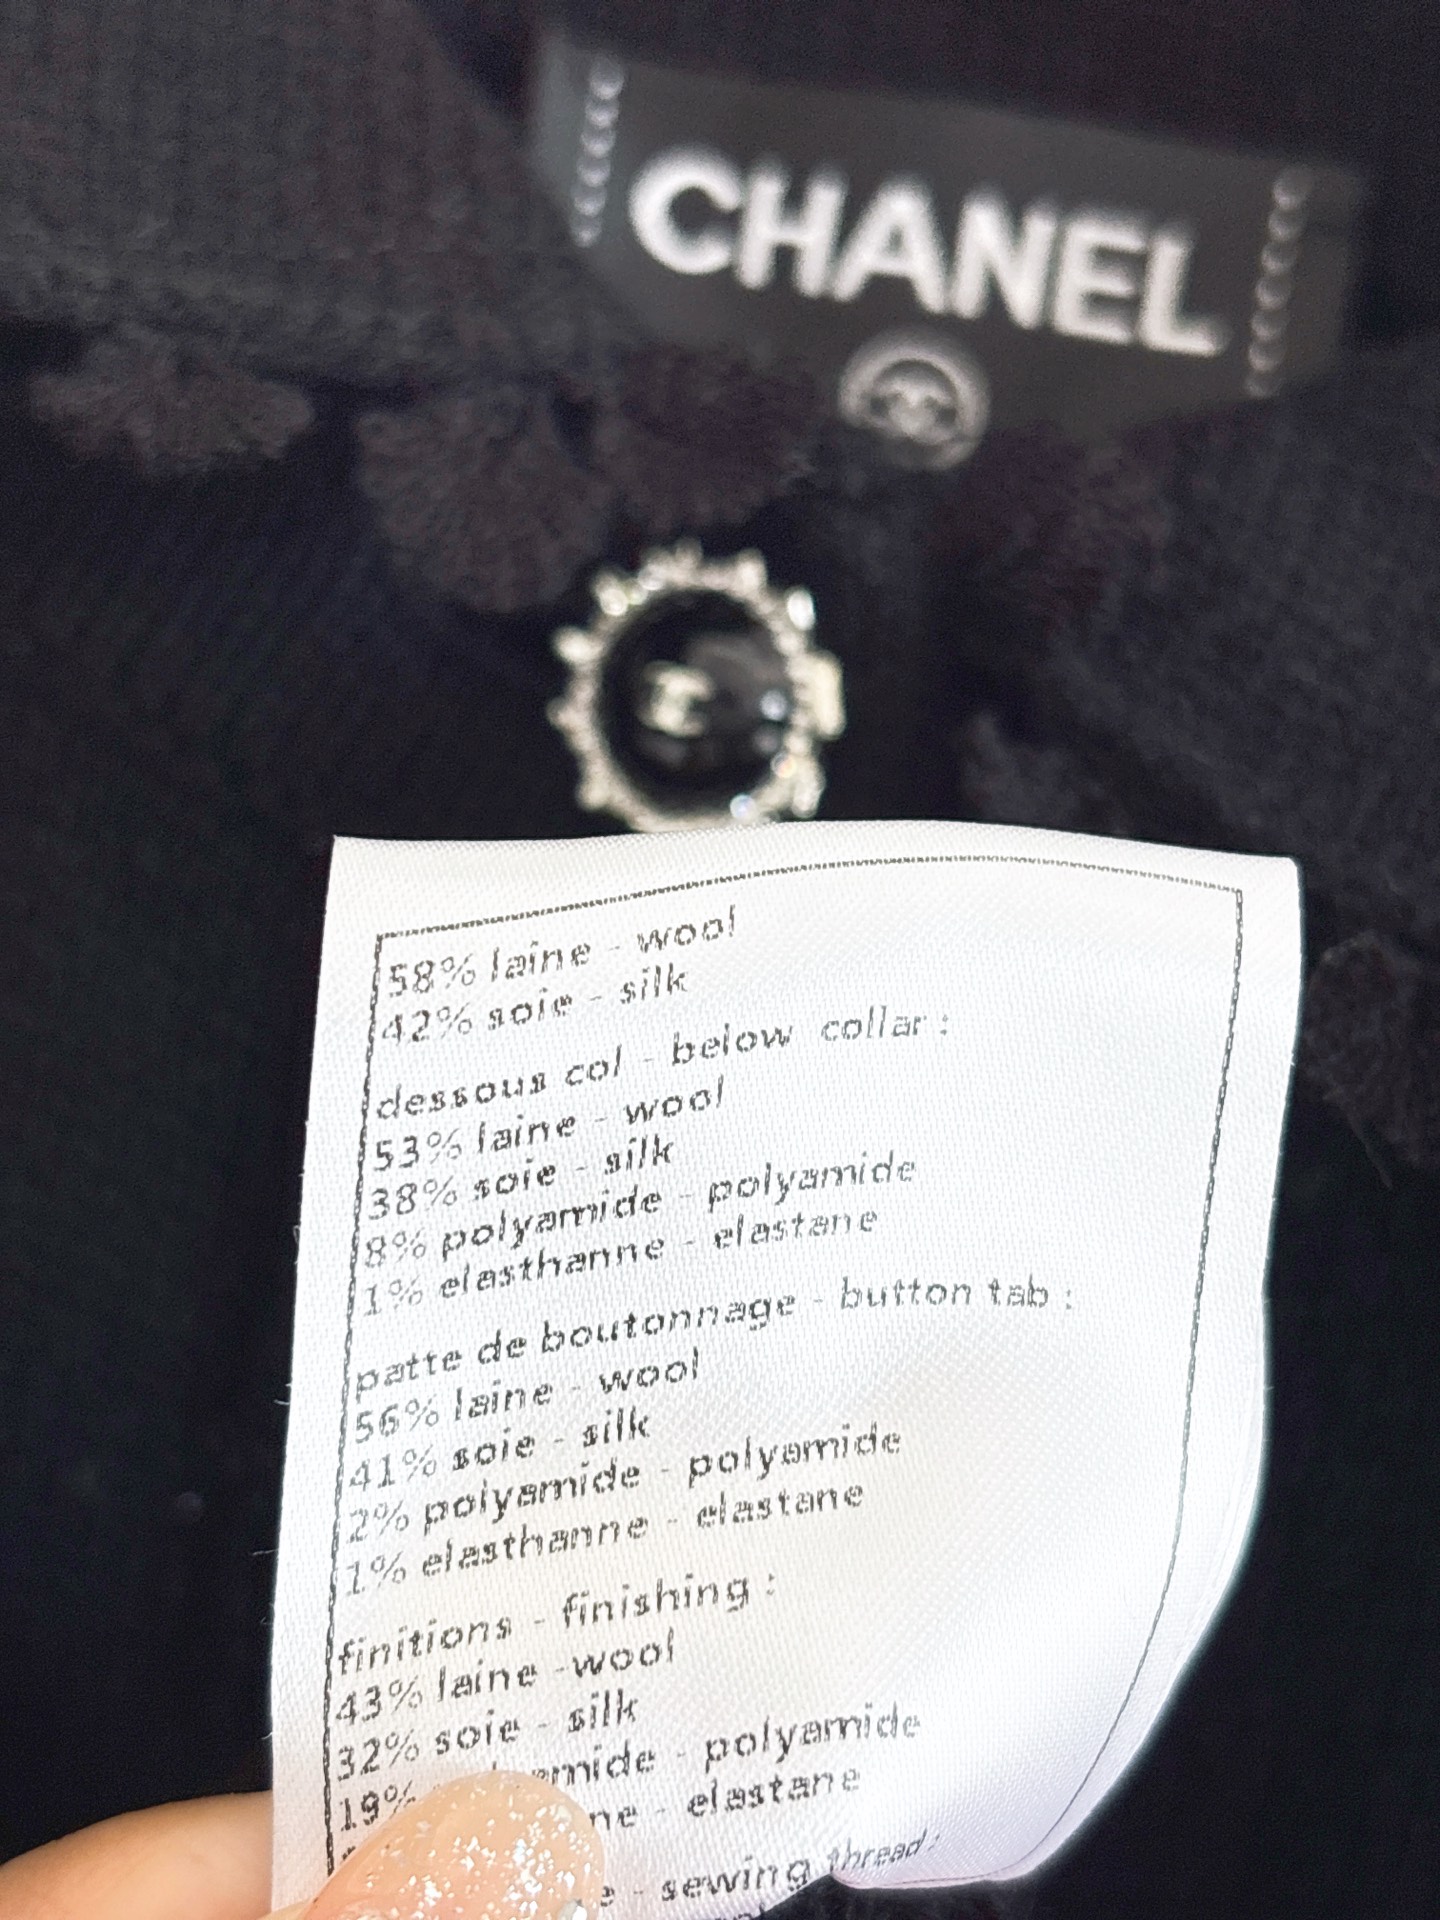 CHANEL
58% laine - wool
42% soie - silk
dessous col - below collar :
53% laine - wool
38% soie - silk
8% polyamide - polyamide
1% elasthanne - elastane
patte de boutonnage - button tab :
56% laine - wool
41% soie - silk
2% polyamide - polyamide
1% elasthanne - elastane
finitions - finishing :
43% laine -wool
32% soie - silk
19% - polyamide
- elastane
- sewing thread: